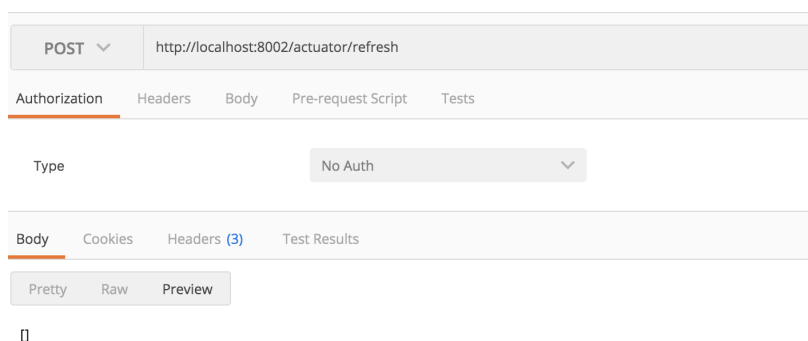 POST http://localhost:8002/actuator/refresh
Authorization Headers Body Pre-request Script Tests
Type No Auth
Body Cookies Headers (3) Test Results
Pretty Raw Preview
[]